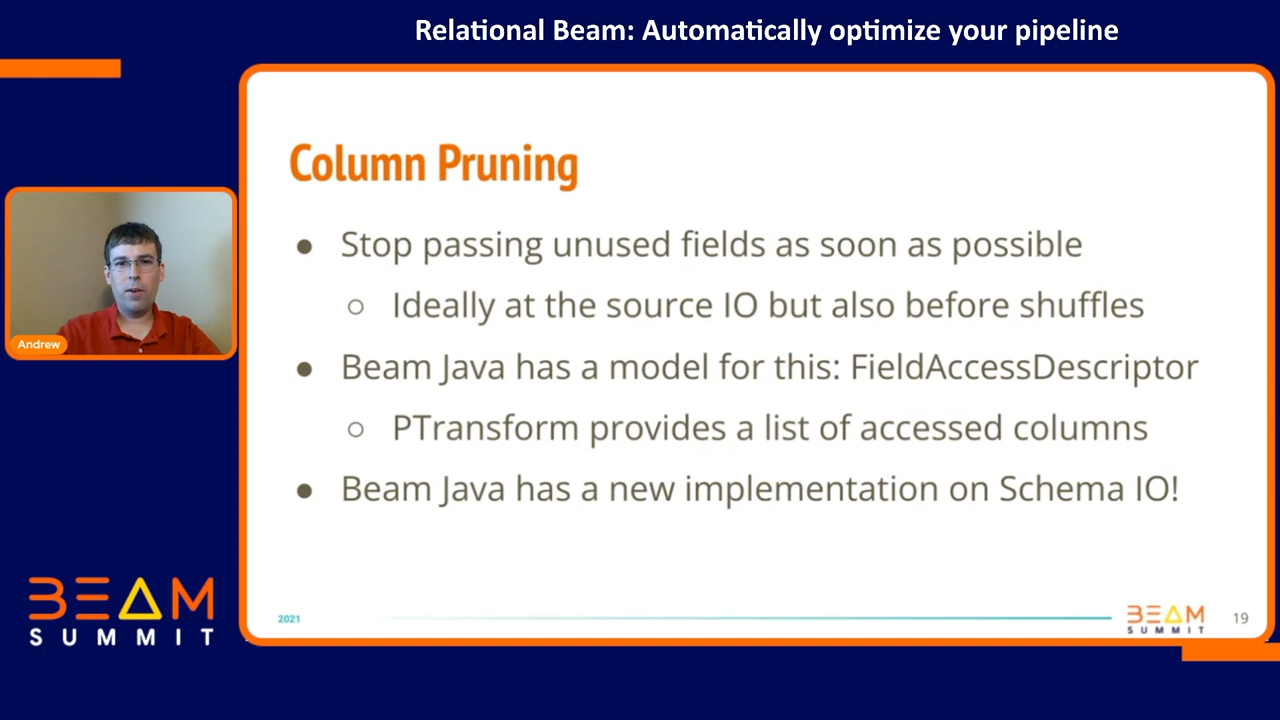 Relational Beam: Automatically optimize your pipeline
Column Pruning
● Stop passing unused fields as soon as possible
○ Ideally at the source IO but also before shuffles
● Beam Java has a model for this: FieldAccessDescriptor
○ PTransform provides a list of accessed columns
● Beam Java has a new implementation on Schema IO!
Andrew
BEAM
SUMMIT
2021
BEAM
SUMMIT
19